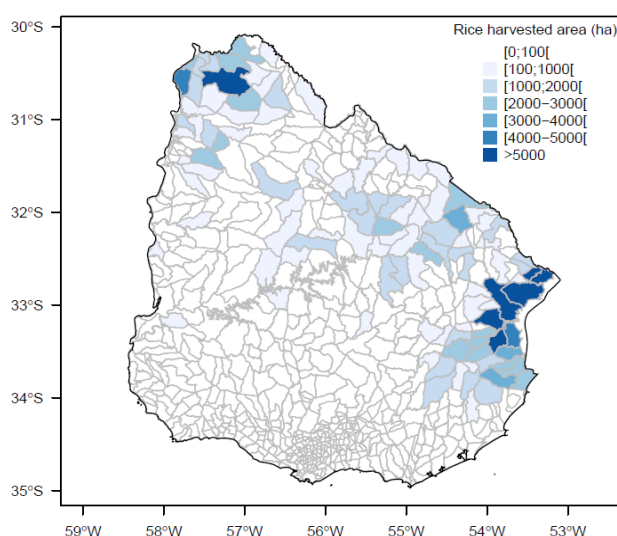 Rice harvested area (ha)
[0;100[
[100;1000[
[1000;2000[
[2000−3000[
[3000−4000[
[4000−5000[
>5000
30°S
31°S
32°S
33°S
34°S
35°S
59°W 58°W 57°W 56°W 55°W 54°W 53°W